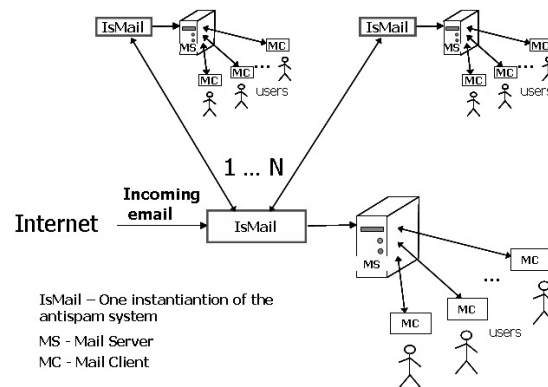 IsMail
MS
MC
MC
MC
...
users
IsMail
MS
MC
MC
MC
...
users
1 ... N
Incoming
email
Internet
IsMail
MS
MC
MC
MC
...
users
IsMail – One instantiantion of the
antispam system
MS - Mail Server
MC - Mail Client